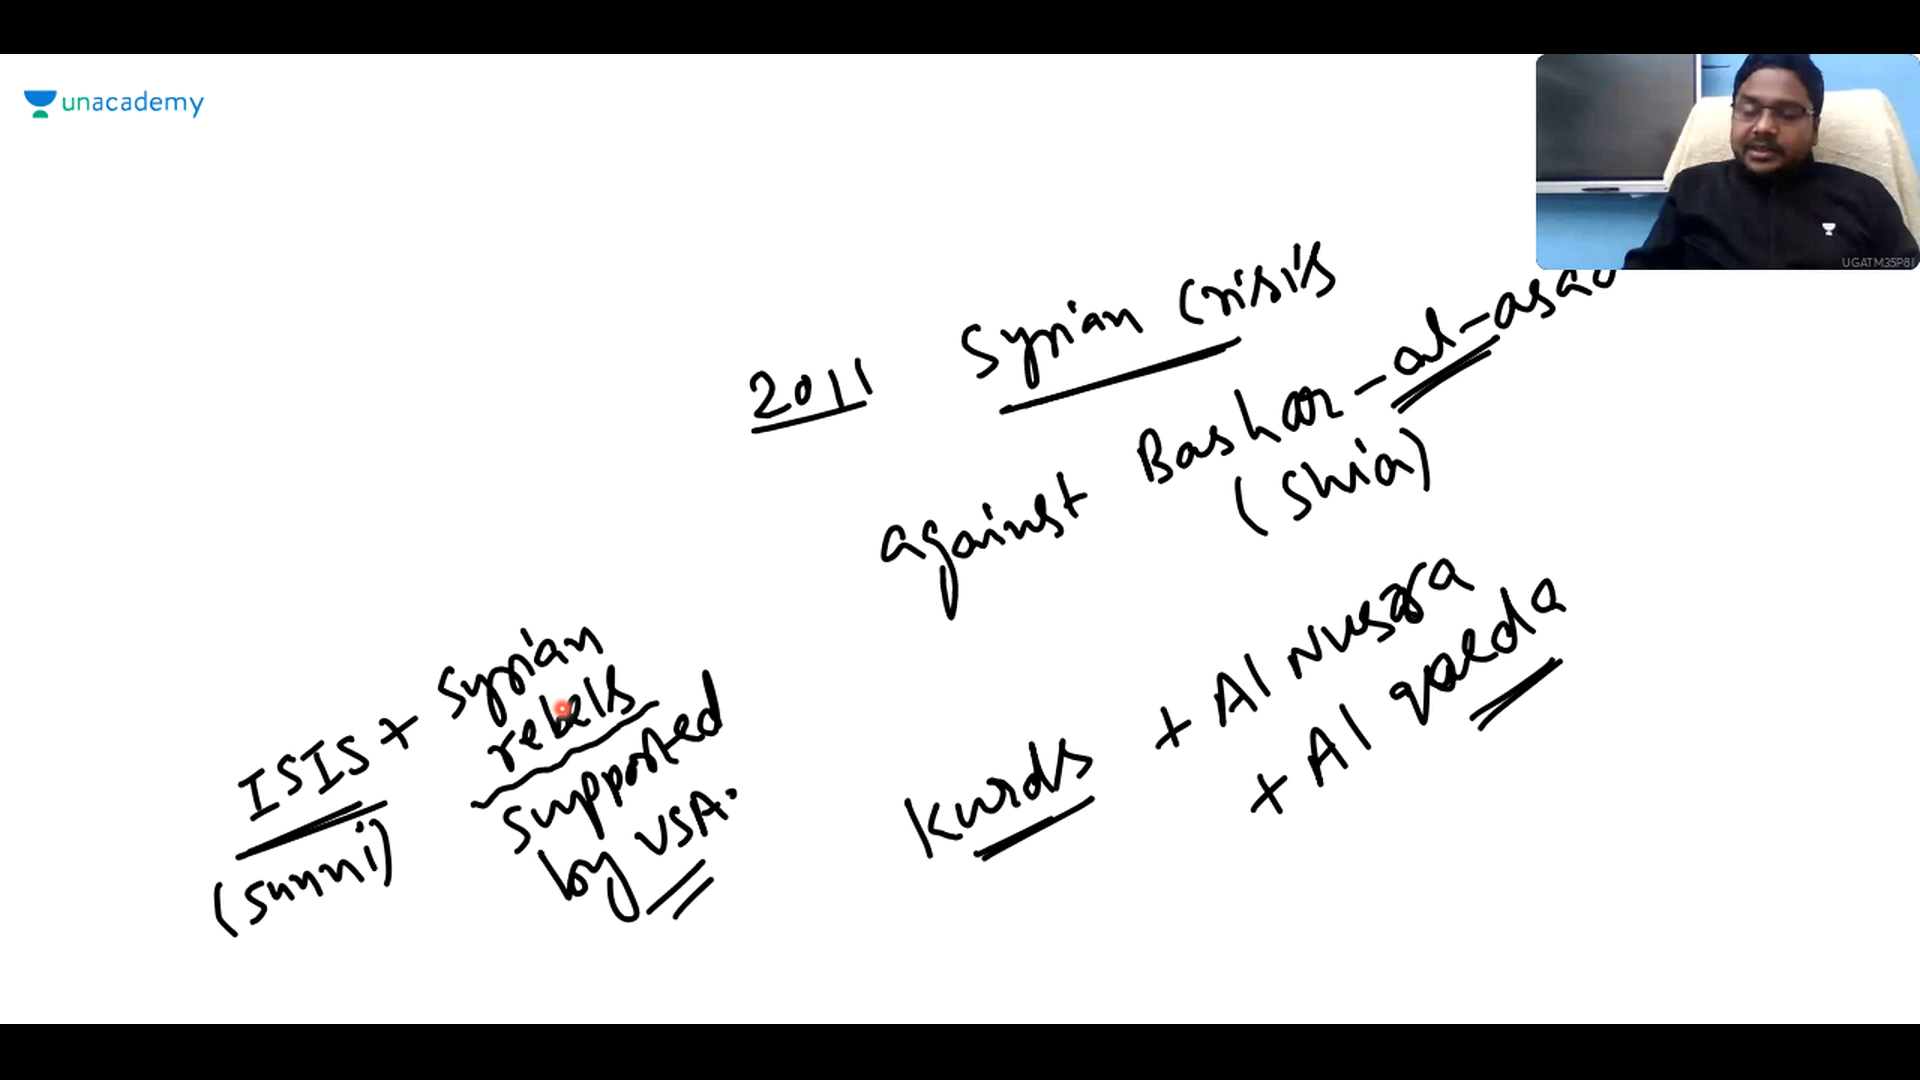 unacademy
UGATM35P8I
2011 Syrian Crisis
against Bashar-al-asad
(Shia)
ISIS + Syrian rebels
(Sunni)
supported
by USA.
Kurds + Al Nusra
+ Al qaeda